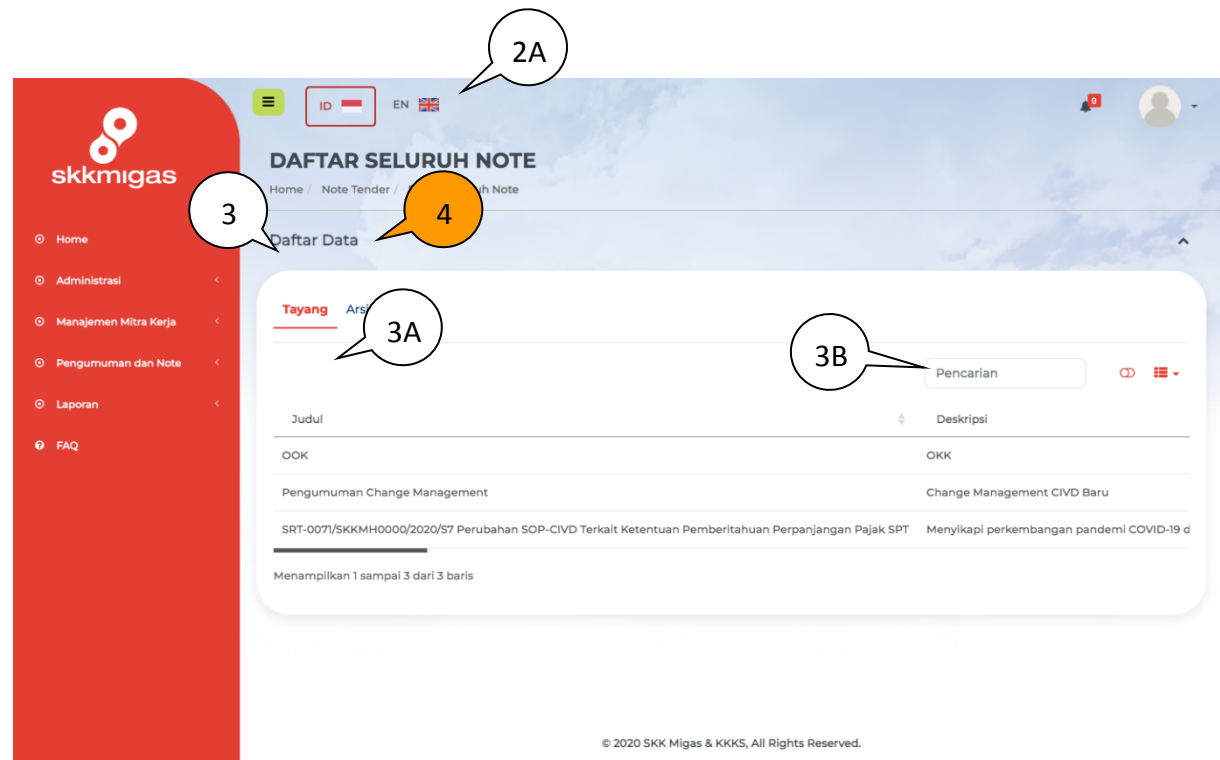 2A
ID
EN
0
skkmigas
DAFTAR SELURUH NOTE
Home / Note Tender / uh Note
3
4
Daftar Data
Home
Administrasi
Manajemen Mitra Kerja
Pengumuman dan Note
Laporan
FAQ
Tayang
3A
3B
Pencarian
Judul Deskripsi
OOK OKK
Pengumuman Change Management Change Management CIVD Baru
SRT-0071/SKKMH0000/2020/S7 Perubahan SOP-CIVD Terkait Ketentuan Pemberitahuan Perpanjangan Pajak SPT Menyikapi perkembangan pandemi COVID-19 d
Menampilkan 1 sampai 3 dari 3 baris
© 2020 SKK Migas & KKKS, All Rights Reserved.